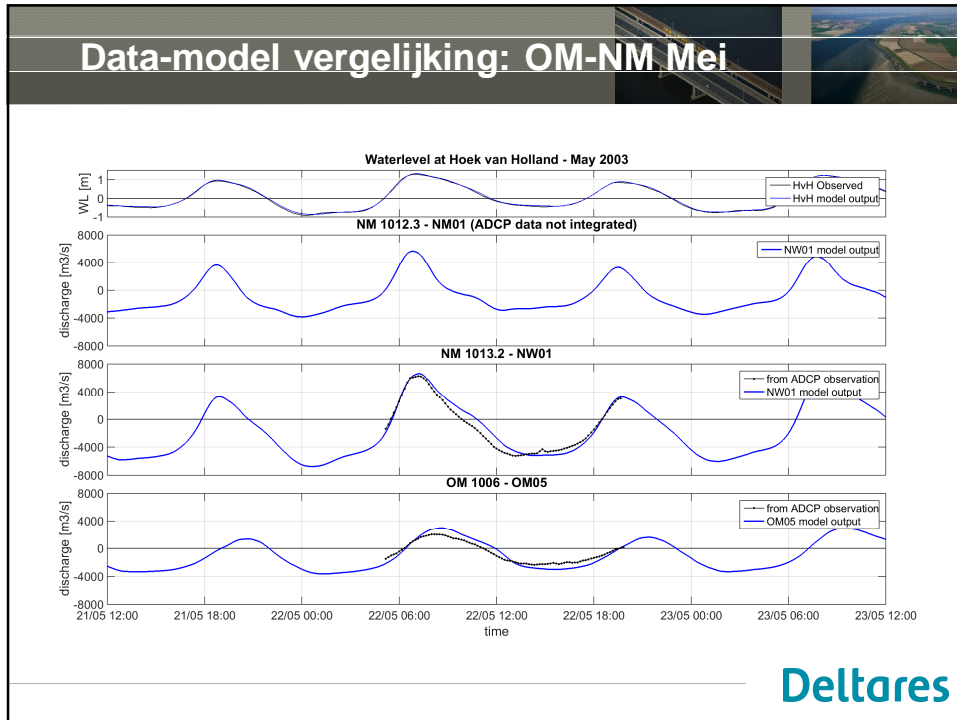 Data-model vergelijking: OM-NM Mei
Waterlevel at Hoek van Holland - May 2003
WL [m]
1
0
-1
HvH Observed
HvH model output
NM 1012.3 - NM01 (ADCP data not integrated)
discharge [m3/s]
8000
4000
0
-4000
-8000
NW01 model output
NM 1013.2 - NW01
discharge [m3/s]
8000
4000
0
-4000
-8000
from ADCP observation
NW01 model output
OM 1006 - OM05
discharge [m3/s]
8000
4000
0
-4000
-8000
from ADCP observation
OM05 model output
21/05 12:00 21/05 18:00 22/05 00:00 22/05 06:00 22/05 12:00 22/05 18:00 23/05 00:00 23/05 06:00 23/05 12:00
time
Deltares